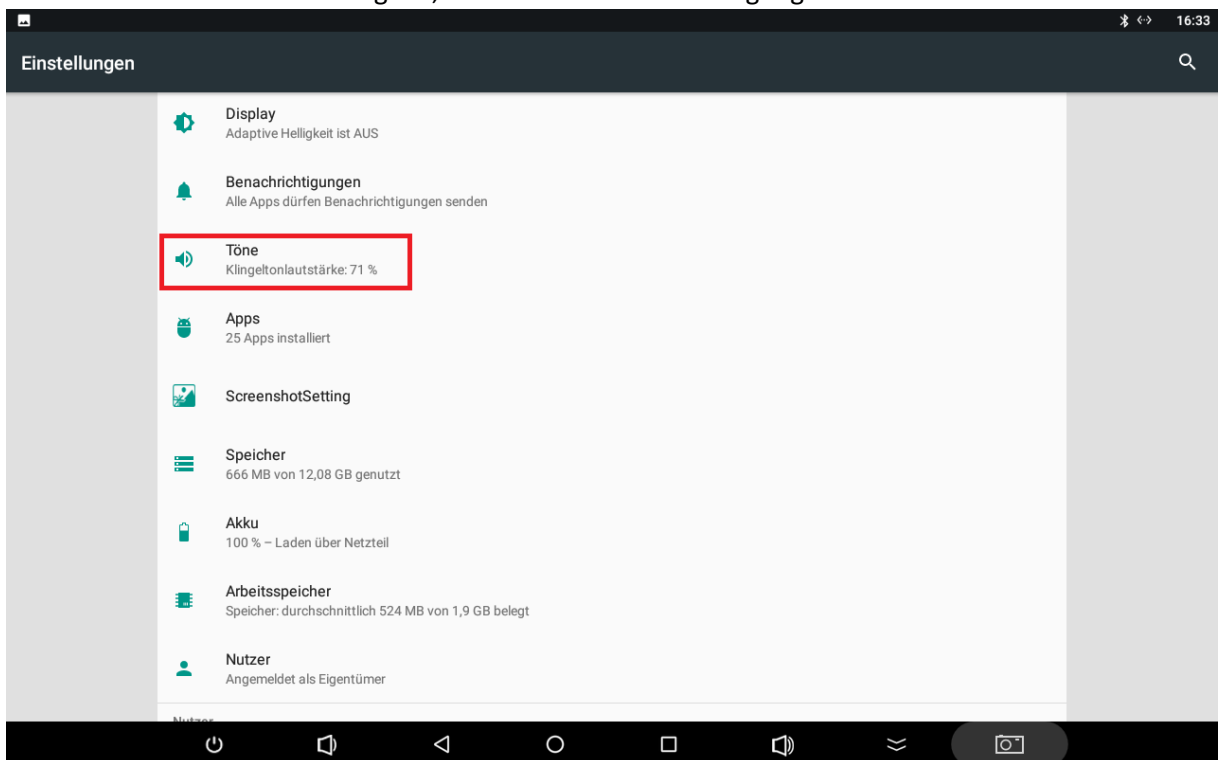 16:33
Einstellungen
Display
Adaptive Helligkeit ist AUS
Benachrichtigungen
Alle Apps dürfen Benachrichtigungen senden
Töne
Klingeltonlautstärke: 71 %
Apps
25 Apps installiert
ScreenshotSetting
Speicher
666 MB von 12,08 GB genutzt
Akku
100 % – Laden über Netzteil
Arbeitsspeicher
Speicher: durchschnittlich 524 MB von 1,9 GB belegt
Nutzer
Angemeldet als Eigentümer
Nutzer